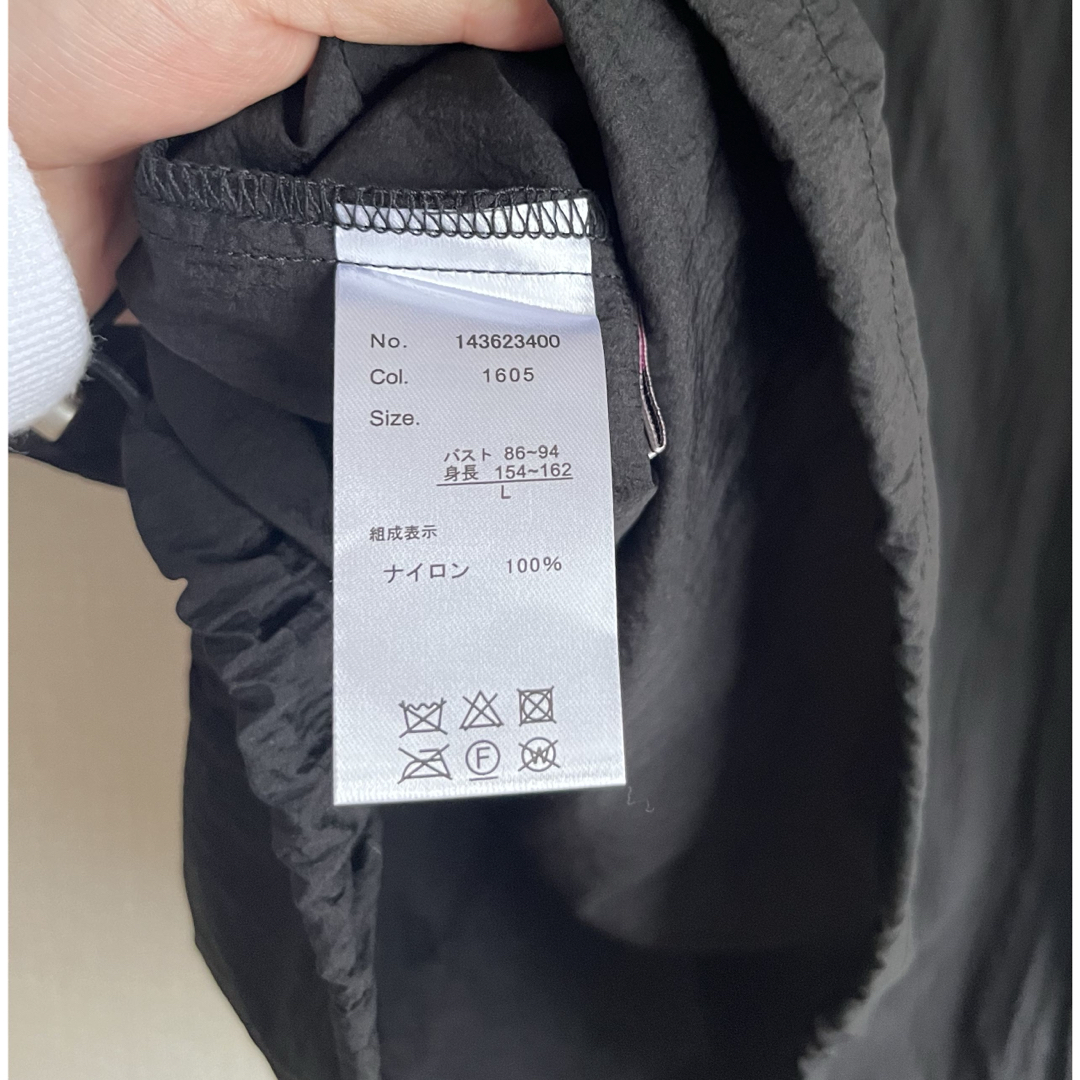 No. 143623400
Col. 1605
Size.
バスト 86~94
身長 154~162
L
組成表示
ナイロン 100%
F
W